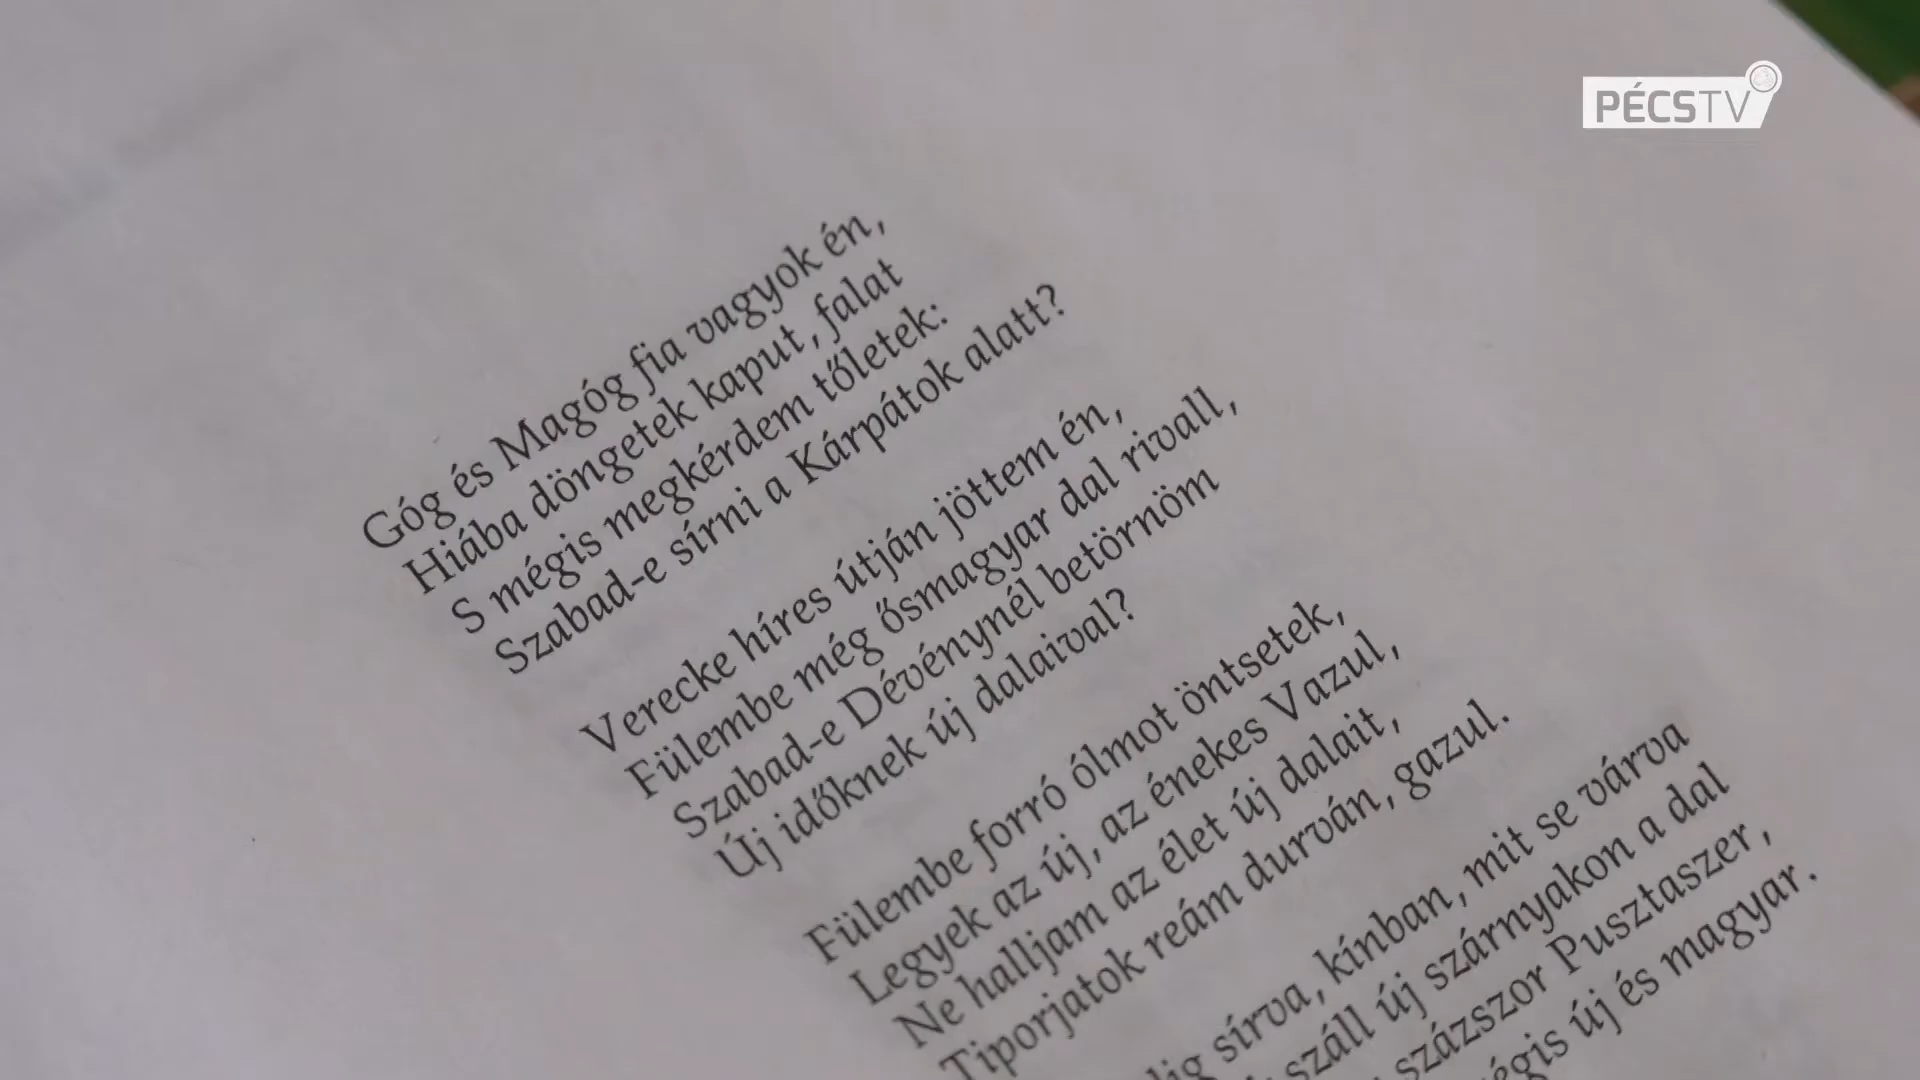 PÉCSTV
Góg és Magóg fia vagyok én,
Hiába döngetek kaput, falat
S mégis megkérdem tőletek:
Szabad-e sírni a Kárpátok alatt?
Verecke híres útján jöttem én,
Fülembe még ősmagyar dal rivall,
Szabad-e Dévénynél betörnöm
Új időknek új dalaival?
Fülembe forró ólmot öntsetek,
Legyek az új, az énekes Vazul,
Ne halljam az élet új dalait,
Tiporjatok reám durván, gazul.
sírva, kínban, mit se várva
száll új szárnyakon a dal
százszor Pusztaszer,
új és magyar.